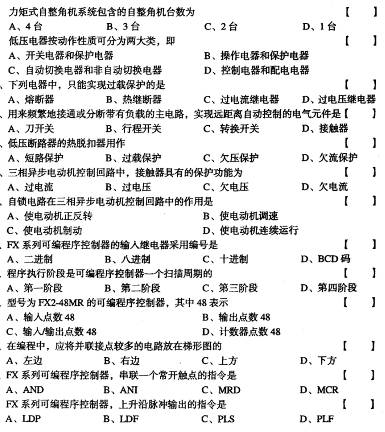 力矩式自整角机系统包含的自整角机台数为 【 】
A、4台 B、3台 C、2台 D、1台
低压电器按动作性质可分为两大类，即 【 】
A、开关电器和保护电器 B、操作电器和保护电器
C、自动切换电器和非自动切换电器 D、控制电器和配电电器
、下列电器中，只能实现过载保护的是 【 】
A、熔断器 B、热继断器 C、过电流继电器 D、过电压继电器
、用来频繁地接通或分断带有负载的主电路，实现远距离自动控制的电气元件是【 】
A、刀开关 B、行程开关 C、转换开关 D、接触器
、低压断路器的热脱扣器用作 【 】
A、短路保护 B、过载保护 C、欠压保护 D、欠流保护
、三相异步电动机控制回路中，接触器具有的保护功能为 【 】
A、过电流 B、过电压 C、欠电压 D、欠电流
、自锁电路在三相异步电动机控制回路中的作用是 【 】
A、使电动机正反转 B、使电动机调速
C、使电动机制动 D、使电动机连续运行
、FX系列可编程序控制器的输入继电器采用编号是 【 】
A、二进制 B、八进制 C、十进制 D、BCD码
、程序执行阶段是可编程序控制器一个扫描周期的 【 】
A、第一阶段 B、第二阶段 C、第三阶段 D、第四阶段
、型号为FX2-48MR的可编程序控制器，其中48表示 【 】
A、输入点数48 B、输出点数48
C、输入/输出点数48 D、计数器点数48
、在编程中，应将并联接点较多的电路放在梯形图的 【 】
A、左边 B、右边 C、上方 D、下方
、FX系列可编程序控制器，串联一个常开触点的指令是 【 】
A、AND B、ANI C、MRD D、MCR
FX系列可编程序控制器，上升沿脉冲输出的指令是 【 】
A、LDP B、LDF C、PLS D、PLF